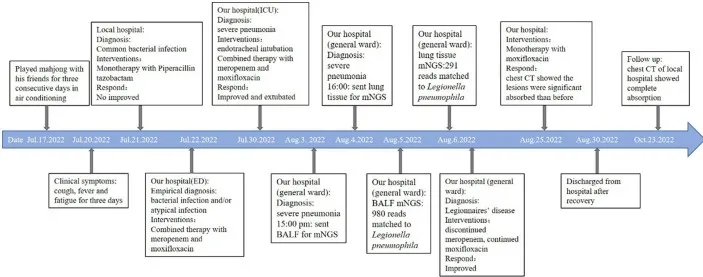 Played mahjong with
his friends for three
consecutive days in
air conditioning
Local hospital:
Diagnosis:
Common bacterial infection
Interventions:
Monotherapy with Piperacillin
tazobactam
Respond:
No improved
Our hospital(ICU):
Diagnosis:
severe pneumonia
Interventions:
endotracheal intubation
Combined therapy with
meropenem and
moxifloxacin
Respond:
Improved and extubated
Our hospital
(general ward):
Diagnosis:
severe
pneumonia
16:00: sent lung
tissue for mNGS
Our hospital
(general ward):
lung tissue
mNGS:291
reads matched
to Legionella
pneumophila
Our hospital:
Interventions:
Monotherapy with
moxifloxacin
Respond:
chest CT showed the
lesions were significant
absorbed than before
Follow up:
chest CT of local
hospital showed
complete
absorption
Date Jul.17.2022 Jul.20.2022 Jul.21.2022 Jul.22.2022 Jul.30.2022 Aug.3. 2022 Aug.4.2022 Aug.5.2022 Aug.6.2022 Aug.25.2022 Aug.30.2022 Oct.23.2022
Clinical symptoms:
cough, fever and
fatigue for three days
Our hospital(ED):
Empirical diagnosis:
bacterial infection and/or
atypical infection
Interventions:
Combined therapy with
meropenem and
moxifloxacin
Our hospital
(general ward):
Diagnosis:
severe pneumonia
15:00 pm: sent
BALF for mNGS
Our hospital
(general ward):
BALF mNGS:
980 reads
matched to
Legionella
pneumophila
Our hospital (general
ward):
Diagnosis:
Legionnaires' disease
Interventions:
discontinued
meropenem, continued
moxifloxacin
Respond:
Improved
Discharged from
hospital after
recovery